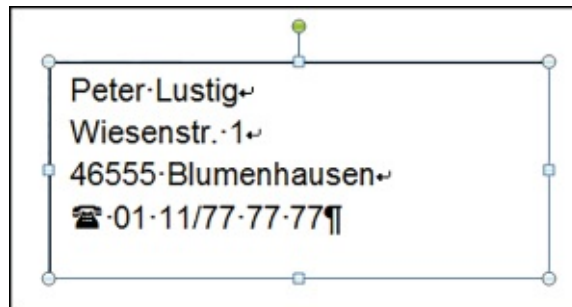 Peter Lustig
Wiesenstr. 1
46555 Blumenhausen
☎ 01 11/77 77 77